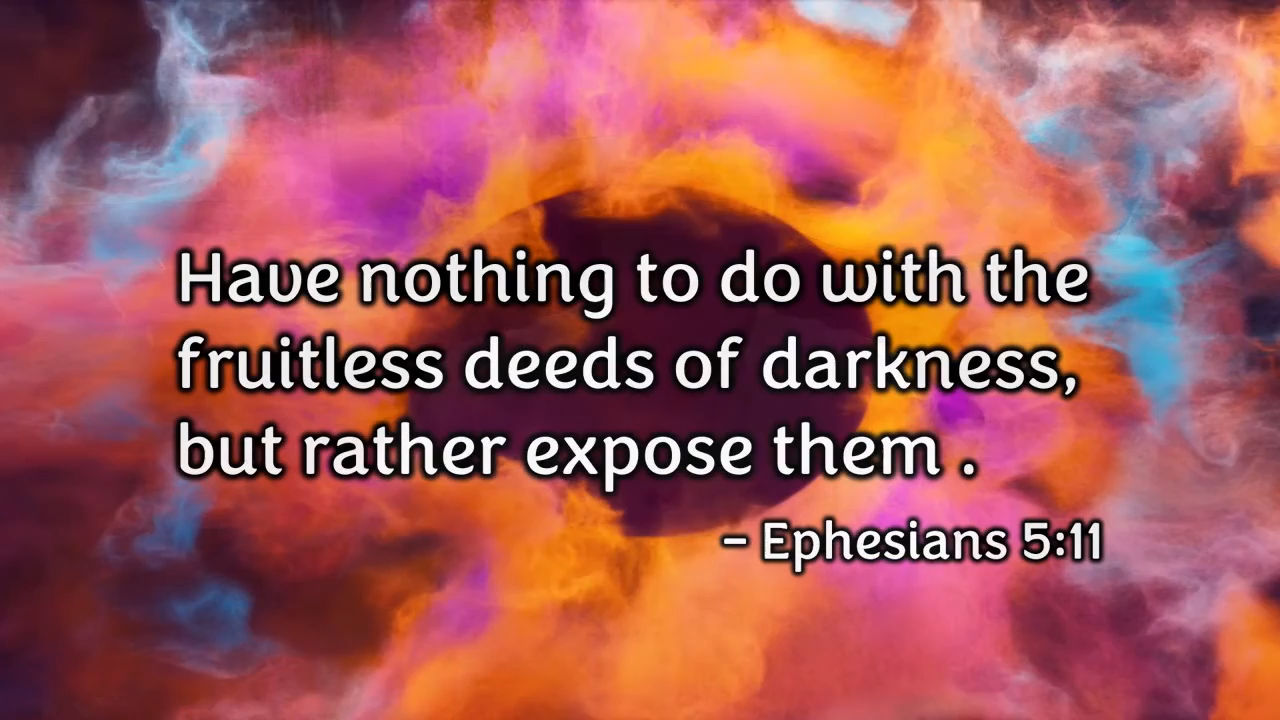 Have nothing to do with the
fruitless deeds of darkness,
but rather expose them .
– Ephesians 5:11